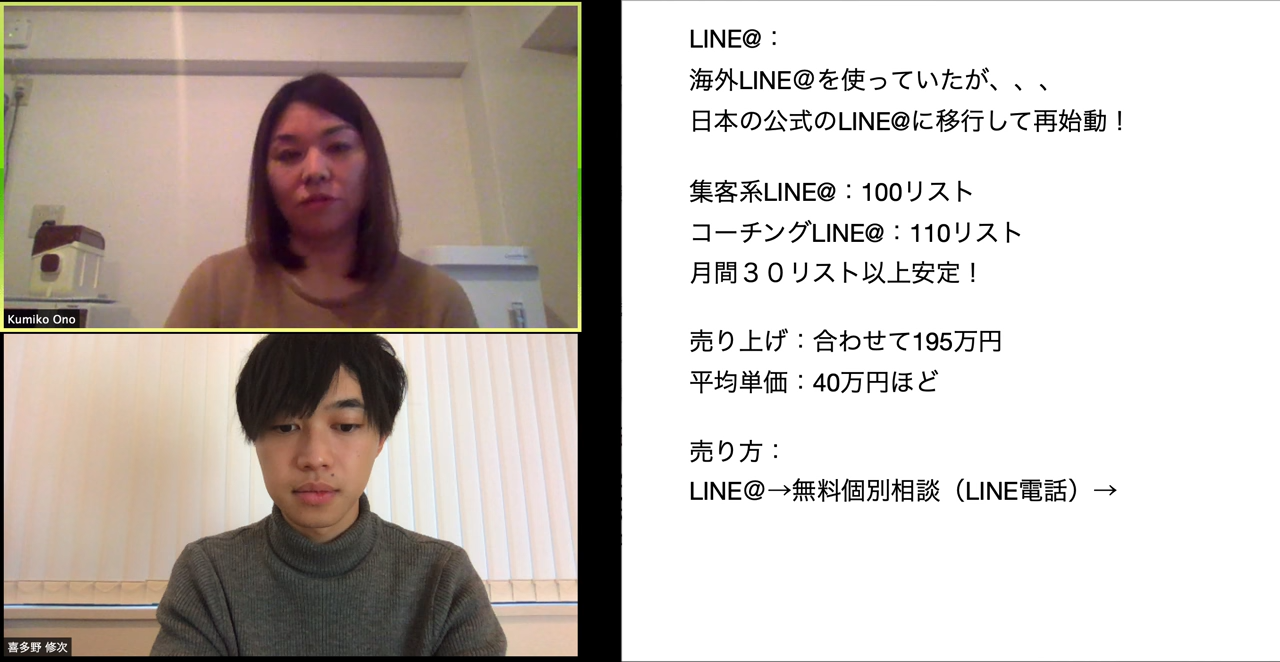 Kumiko Ono
喜多野 修次
LINE@：
海外LINE@を使っていたが、、、
日本の公式のLINE@に移行して再始動！
集客系LINE@：100リスト
コーチングLINE@：110リスト
月間３０リスト以上安定！
売り上げ：合わせて195万円
平均単価：40万円ほど
売り方：
LINE@→無料個別相談（LINE電話）→